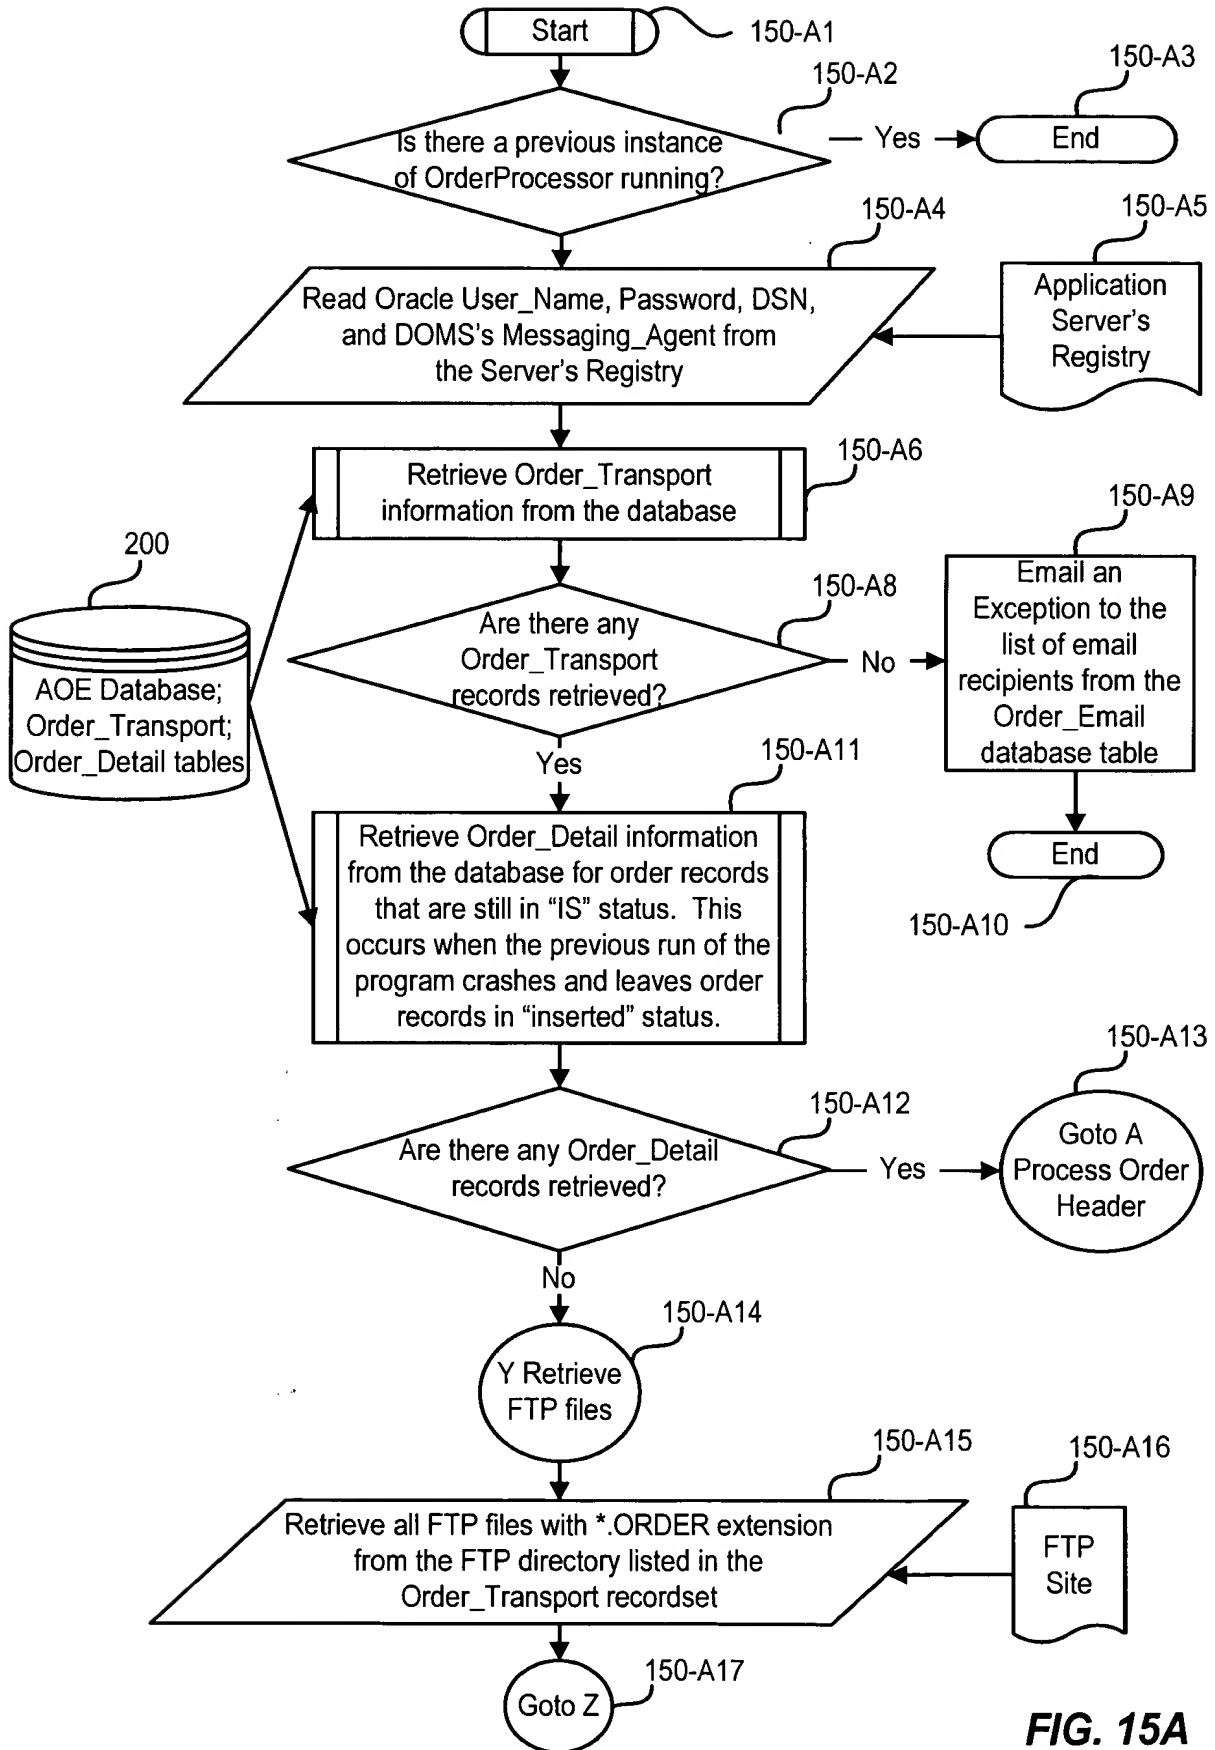 Start
150-A1
150-A2
150-A3
Is there a previous instance
of OrderProcessor running?
Yes
End
150-A4
150-A5
Read Oracle User_Name, Password, DSN,
and DOMS's Messaging_Agent from
the Server's Registry
Application
Server's
Registry
150-A6
Retrieve Order_Transport
information from the database
150-A9
200
150-A8
AOE Database;
Order_Transport;
Order_Detail tables
Are there any
Order_Transport
records retrieved?
No
Email an
Exception to the
list of email
recipients from the
Order_Email
database table
Yes
150-A11
End
150-A10
Retrieve Order_Detail information
from the database for order records
that are still in “IS” status. This
occurs when the previous run of the
program crashes and leaves order
records in “inserted” status.
150-A13
150-A12
Are there any Order_Detail
records retrieved?
Yes
Goto A
Process Order
Header
No
150-A14
Y Retrieve
FTP files
150-A15
150-A16
Retrieve all FTP files with *.ORDER extension
from the FTP directory listed in the
Order_Transport recordset
FTP
Site
150-A17
Goto Z
FIG. 15A